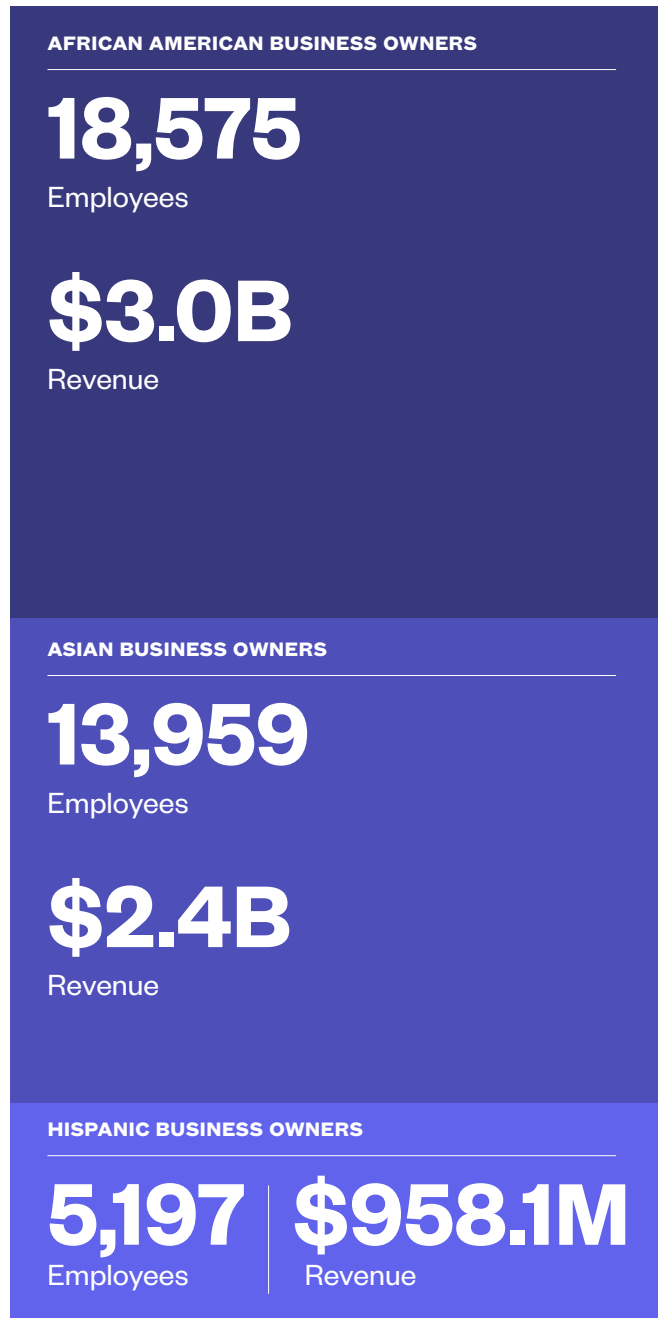 AFRICAN AMERICAN BUSINESS OWNERS
18,575
Employees
$3.0B
Revenue
ASIAN BUSINESS OWNERS
13,959
Employees
$2.4B
Revenue
HISPANIC BUSINESS OWNERS
5,197
Employees
$958.1M
Revenue